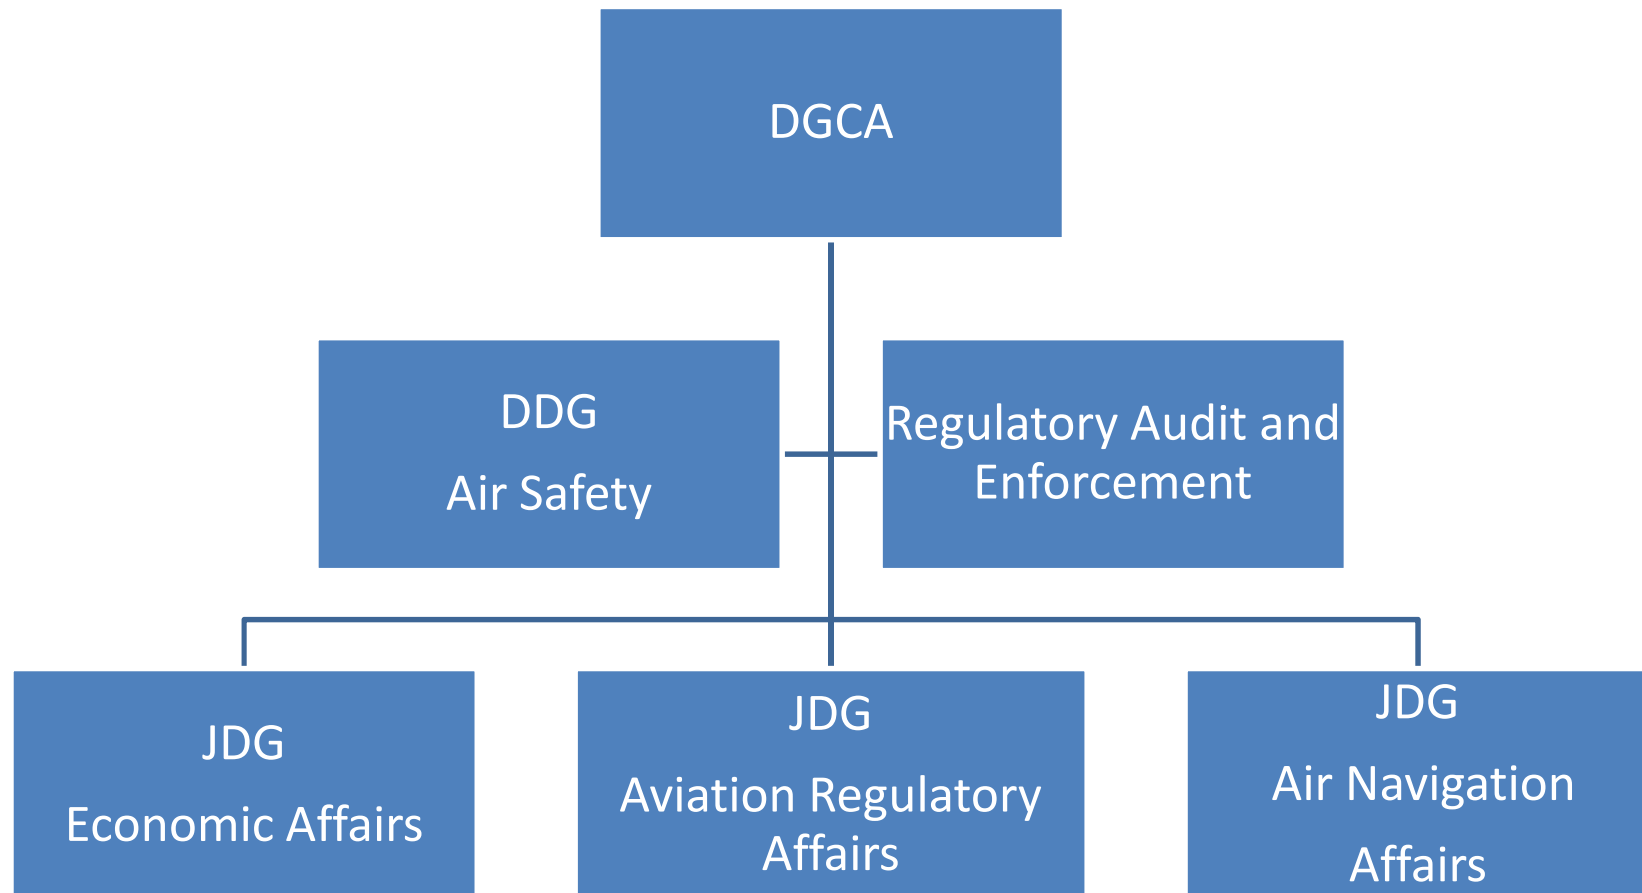 DGCA
DDG
Air Safety
Regulatory Audit and
Enforcement
JDG
Economic Affairs
JDG
Aviation Regulatory
Affairs
JDG
Air Navigation
Affairs